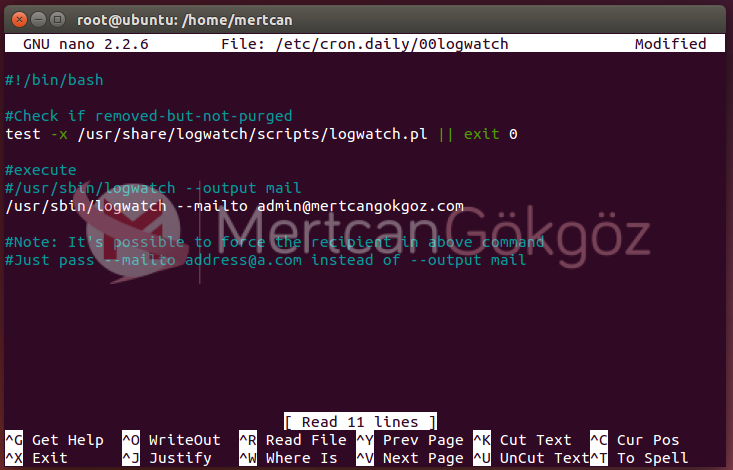 root@ubuntu: /home/mertcan
GNU nano 2.2.6 File: /etc/cron.daily/00logwatch Modified
#!/bin/bash
#Check if removed-but-not-purged
test -x /usr/share/logwatch/scripts/logwatch.pl || exit 0
#execute
#/usr/sbin/logwatch --output mail
/usr/sbin/logwatch --mailto admin@mertcangokgoz.com
MertcanGökgöz
#Note: It's possible to force the recipient in above command
#Just pass --mailto address@a.com instead of --output mail
[ Read 11 lines ]
^G Get Help ^O WriteOut ^R Read File ^Y Prev Page ^K Cut Text ^C Cur Pos
^X Exit ^J Justify ^W Where Is ^V Next Page ^U UnCut Text ^T To Spell